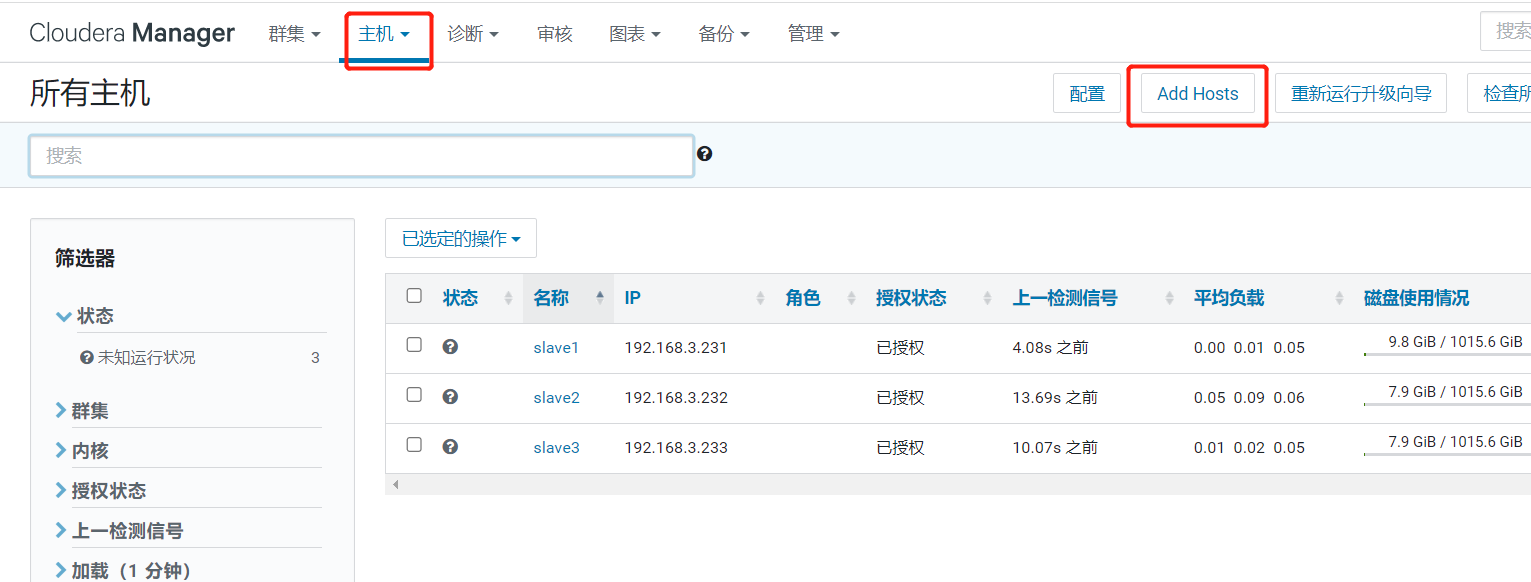 Cloudera Manager 群集 主机 诊断 审核 图表 备份 管理 搜索
所有主机 配置 Add Hosts 重新运行升级向导 检查所
搜索
已选定的操作
筛选器
状态 名称 IP 角色 授权状态 上一检测信号 平均负载 磁盘使用情况
状态
slave1 192.168.3.231 已授权 4.08s 之前 0.00 0.01 0.05 9.8 GiB / 1015.6 GiB
未知运行状况 3
slave2 192.168.3.232 已授权 13.69s 之前 0.05 0.09 0.06 7.9 GiB / 1015.6 GiB
群集
slave3 192.168.3.233 已授权 10.07s 之前 0.01 0.02 0.05 7.9 GiB / 1015.6 GiB
内核
授权状态
上一检测信号
加载（1 分钟）